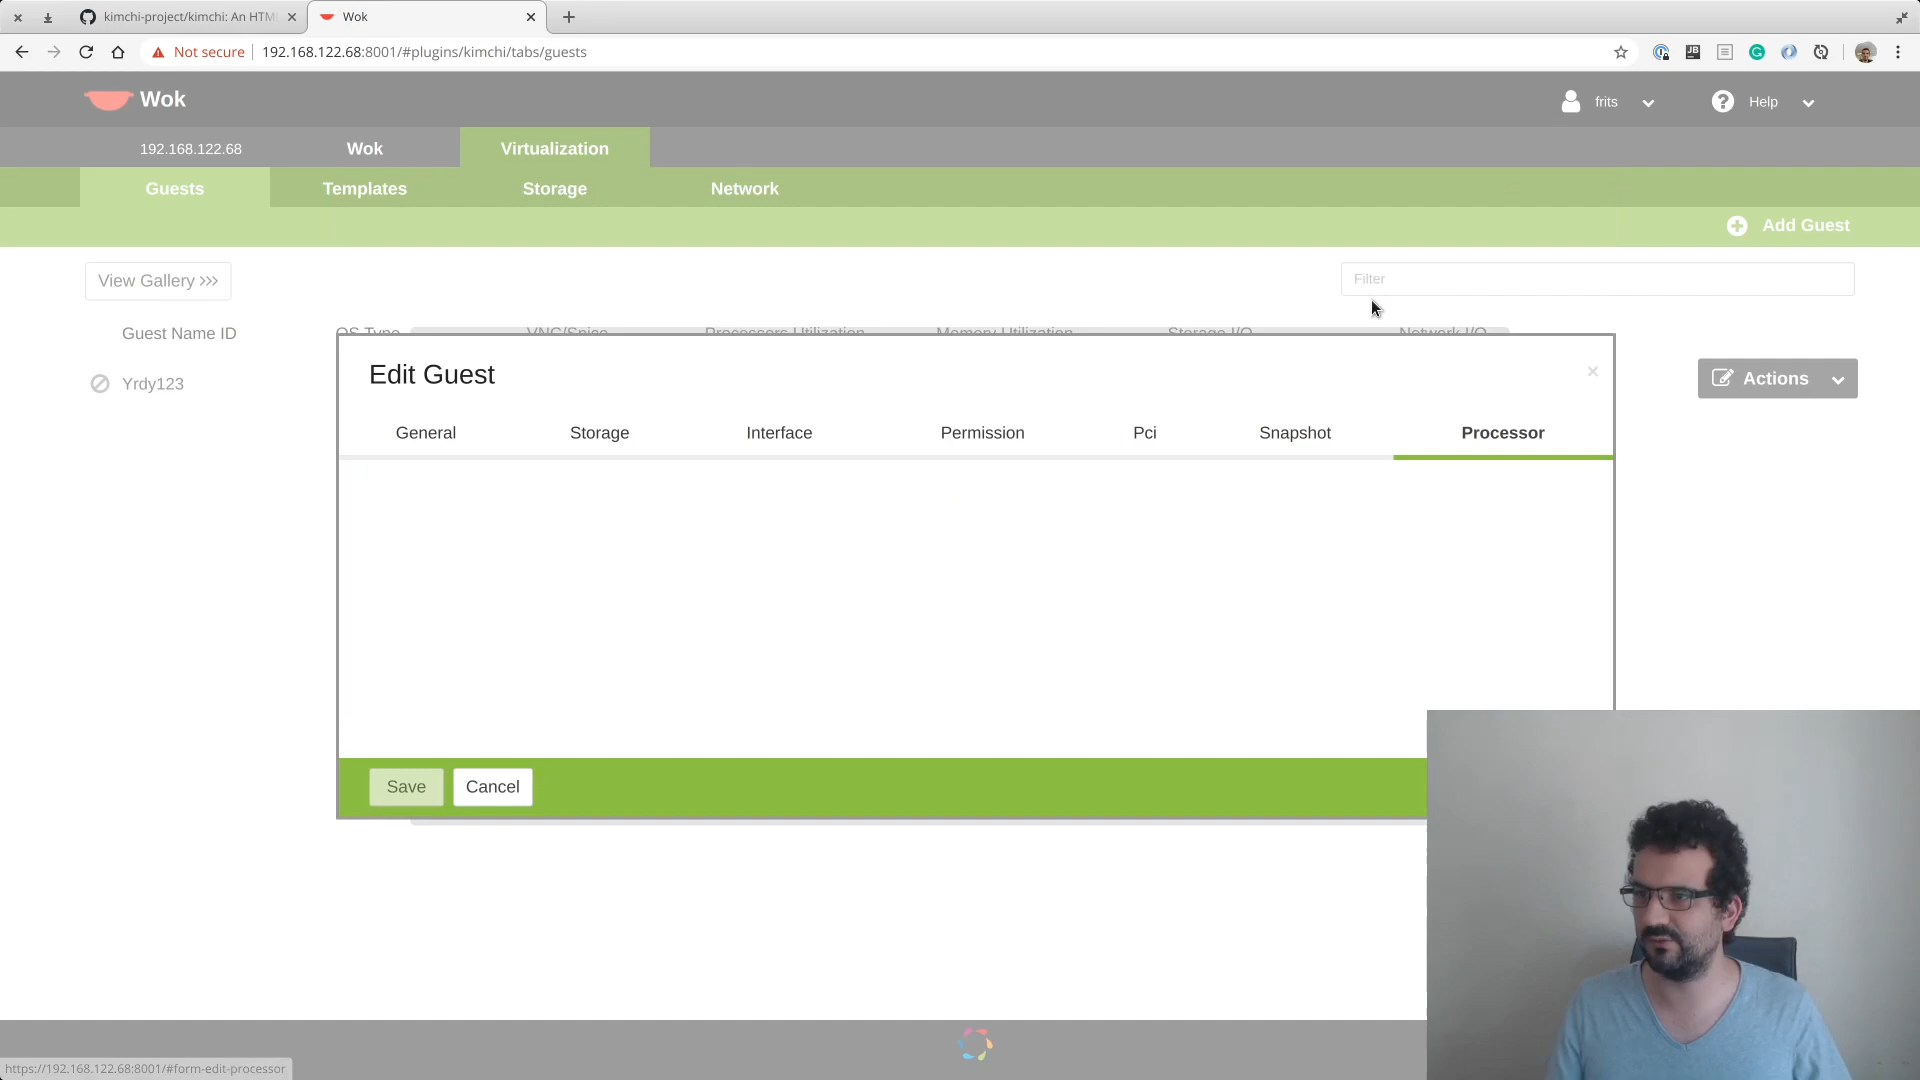 kimchi-project/kimchi: An HTM
Wok
Not secure
192.168.122.68:8001/#plugins/kimchi/tabs/guests
JB
G
Wok
frits
Help
192.168.122.68
Wok
Virtualization
Guests
Templates
Storage
Network
Add Guest
View Gallery >>>
Filter
Guest Name ID
OS Type
VNC/Spice
Processors Utilization
Memory Utilization
Storage I/O
Network I/O
Edit Guest
×
Yrdy123
Actions
General
Storage
Interface
Permission
Pci
Snapshot
Processor
Save
Cancel
https://192.168.122.68:8001/#form-edit-processor